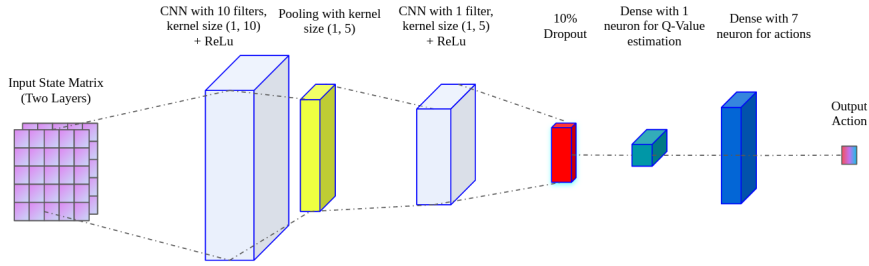 Input State Matrix
(Two Layers)
CNN with 10 filters,
kernel size (1, 10)
+ ReLu
Pooling with kernel
size (1, 5)
CNN with 1 filter,
kernel size (1, 5)
+ ReLu
10%
Dropout
Dense with 1
neuron for Q-Value
estimation
Dense with 7
neuron for actions
Output
Action